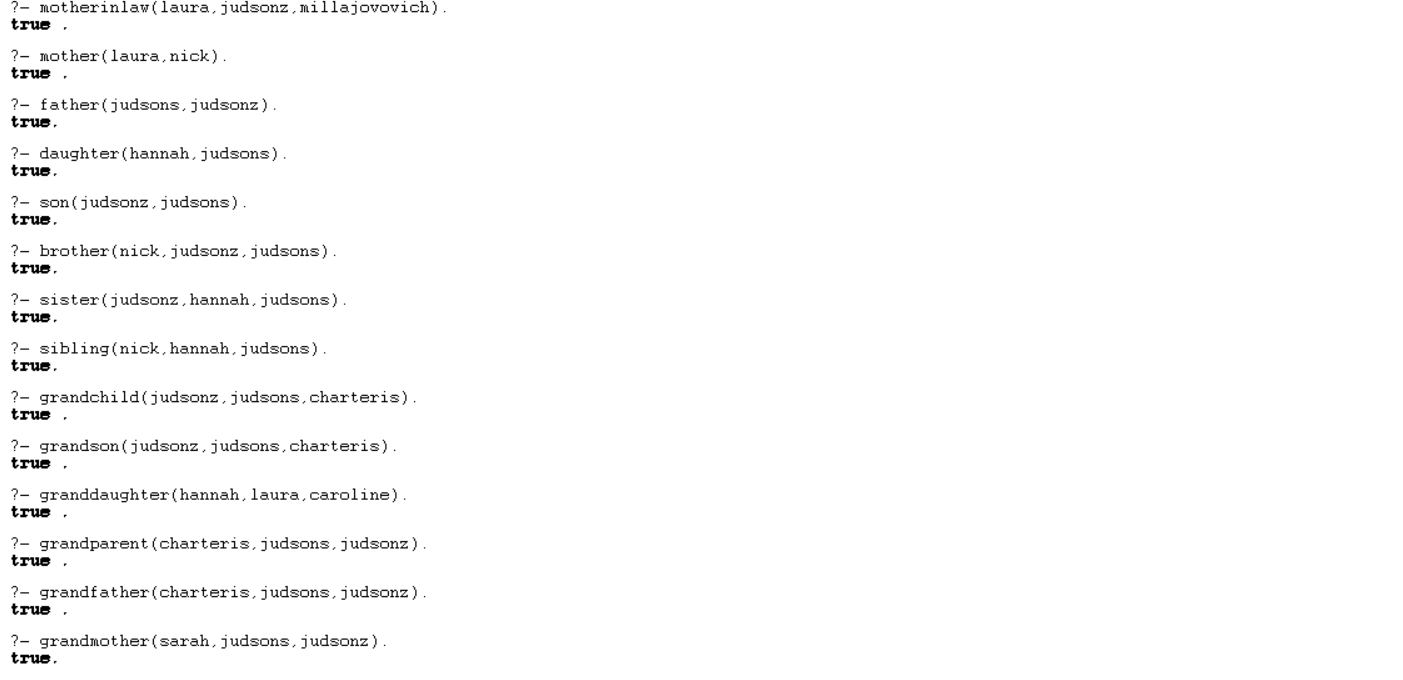 ?- motherinlaw(laura,judsonz,millajovovich).
true .
?- mother(laura,nick).
true .
?- father(judsons,judsonz).
true.
?- daughter(hannah,judsons).
true.
?- son(judsonz,judsons).
true.
?- brother(nick,judsonz,judsons).
true.
?- sister(judsonz,hannah,judsons).
true.
?- sibling(nick,hannah,judsons).
true.
?- grandchild(judsonz,judsons,charteris).
true .
?- grandson(judsonz,judsons,charteris).
true .
?- granddaughter(hannah,laura,caroline).
true .
?- grandparent(charteris,judsons,judsonz).
true .
?- grandfather(charteris,judsons,judsonz).
true .
?- grandmother(sarah,judsons,judsonz).
true.